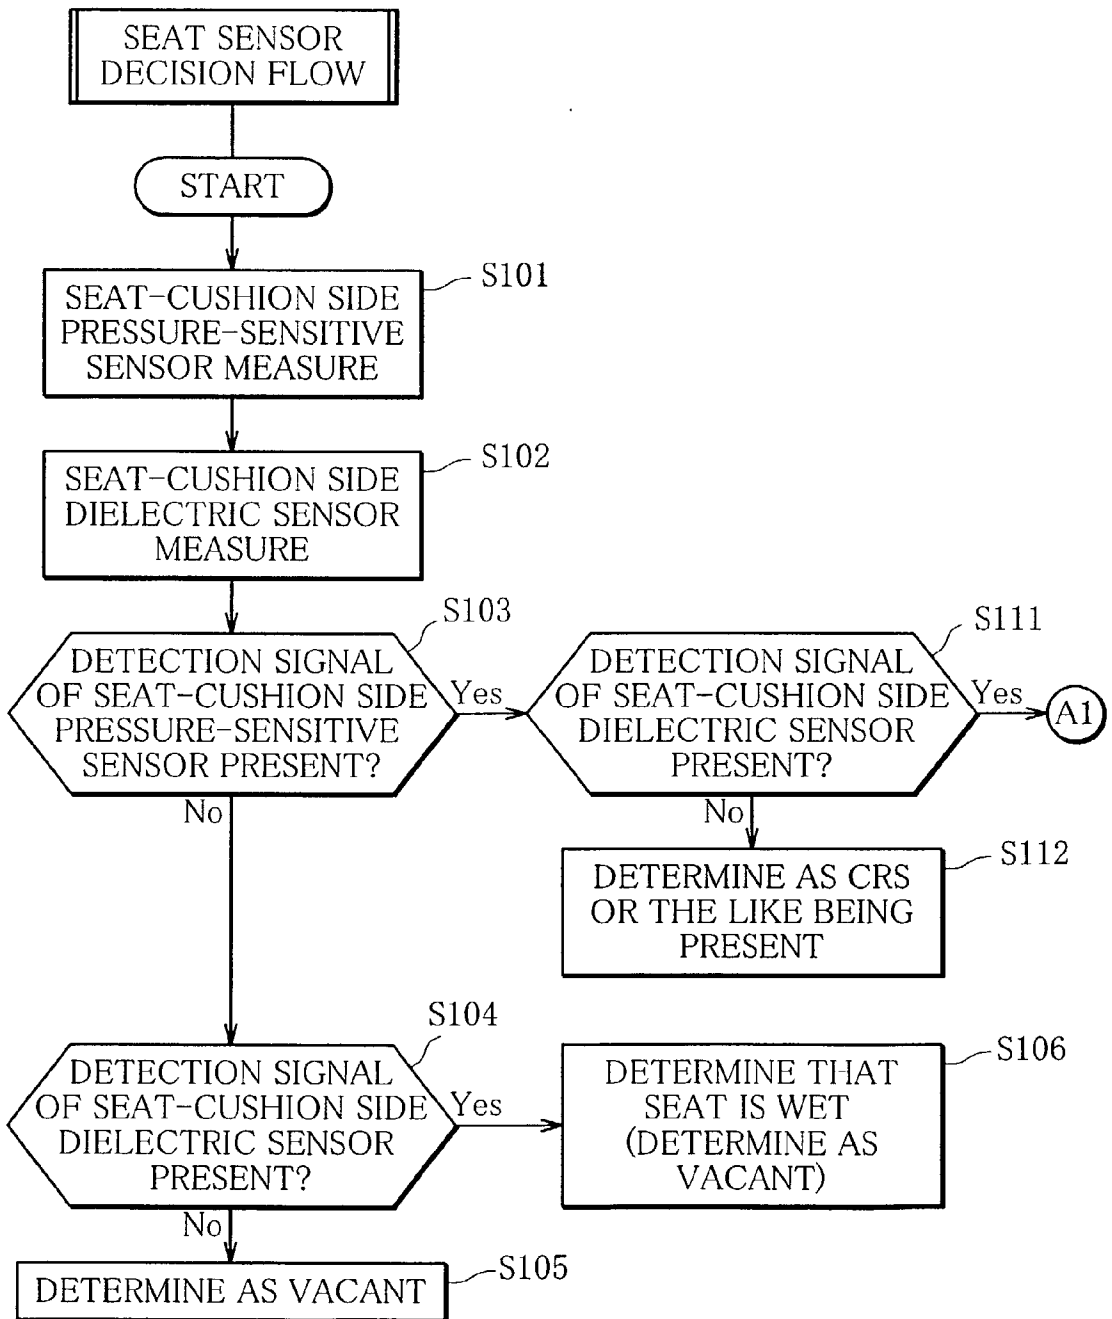 SEAT SENSOR
DECISION FLOW
START
S101
SEAT-CUSHION SIDE
PRESSURE-SENSITIVE
SENSOR MEASURE
S102
SEAT-CUSHION SIDE
DIELECTRIC SENSOR
MEASURE
S103
DETECTION SIGNAL
OF SEAT-CUSHION SIDE
PRESSURE-SENSITIVE
SENSOR PRESENT?
Yes
No
S111
DETECTION SIGNAL
OF SEAT-CUSHION SIDE
DIELECTRIC SENSOR
PRESENT?
Yes
A1
No
S112
DETERMINE AS CRS
OR THE LIKE BEING
PRESENT
S104
DETECTION SIGNAL
OF SEAT-CUSHION SIDE
DIELECTRIC SENSOR
PRESENT?
Yes
No
S106
DETERMINE THAT
SEAT IS WET
(DETERMINE AS
VACANT)
S105
DETERMINE AS VACANT